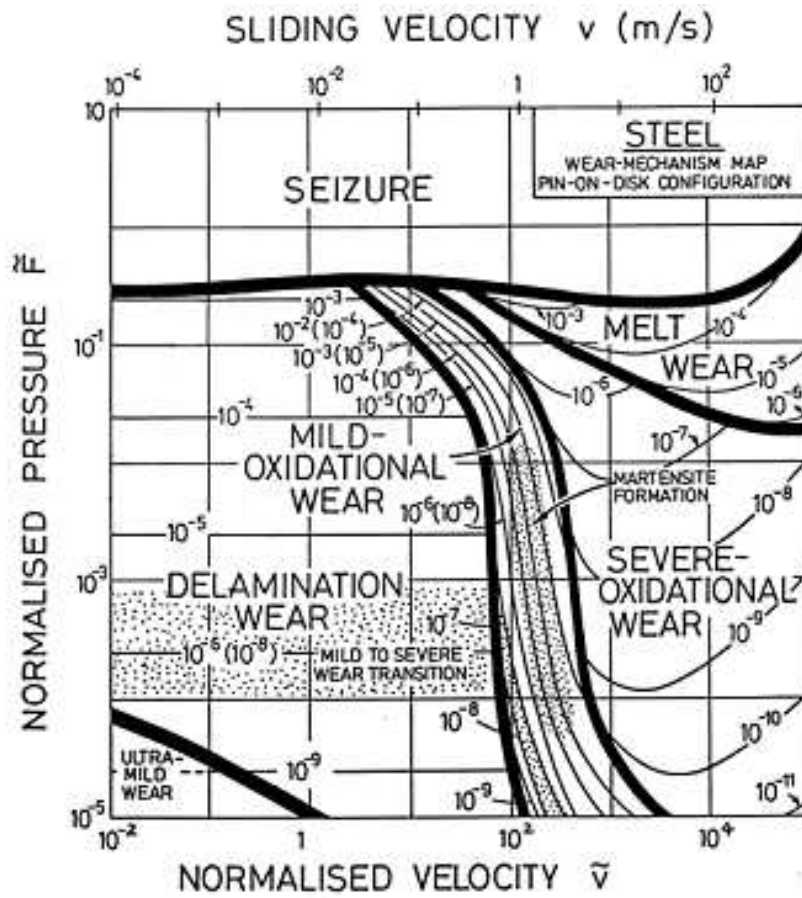 SLIDING VELOCITY v (m/s)
10⁻⁴ 10⁻² 1 10²
10
STEEL
WEAR-MECHANISM MAP
PIN-ON-DISK CONFIGURATION
SEIZURE
NORMALISED PRESSURE F̃
10⁻³
10⁻³
10⁻²(10⁻⁴)
MELT
10⁻⁴
10⁻¹
10⁻³(10⁻⁵)
WEAR
10⁻⁴(10⁻⁶)
10⁻⁶
10⁻⁵
10⁻⁵(10⁻⁷)
10⁻⁶
10⁻⁴
MILD-
OXIDATIONAL
WEAR
10⁻⁷
MARTENSITE
FORMATION
10⁻⁸
10⁻⁶(10⁻⁸)
10⁻⁵
SEVERE-
OXIDATIONAL
WEAR
10⁻³
DELAMINATION
WEAR
10⁻⁷
10⁻⁹
10⁻⁶(10⁻⁸)
MILD TO SEVERE
WEAR TRANSITION
10⁻⁸
10⁻¹⁰
ULTRA-
MILD
WEAR
10⁻⁹
10⁻⁹
10⁻¹¹
10⁻⁵
10⁻² 1 10² 10⁴
NORMALISED VELOCITY ṽ